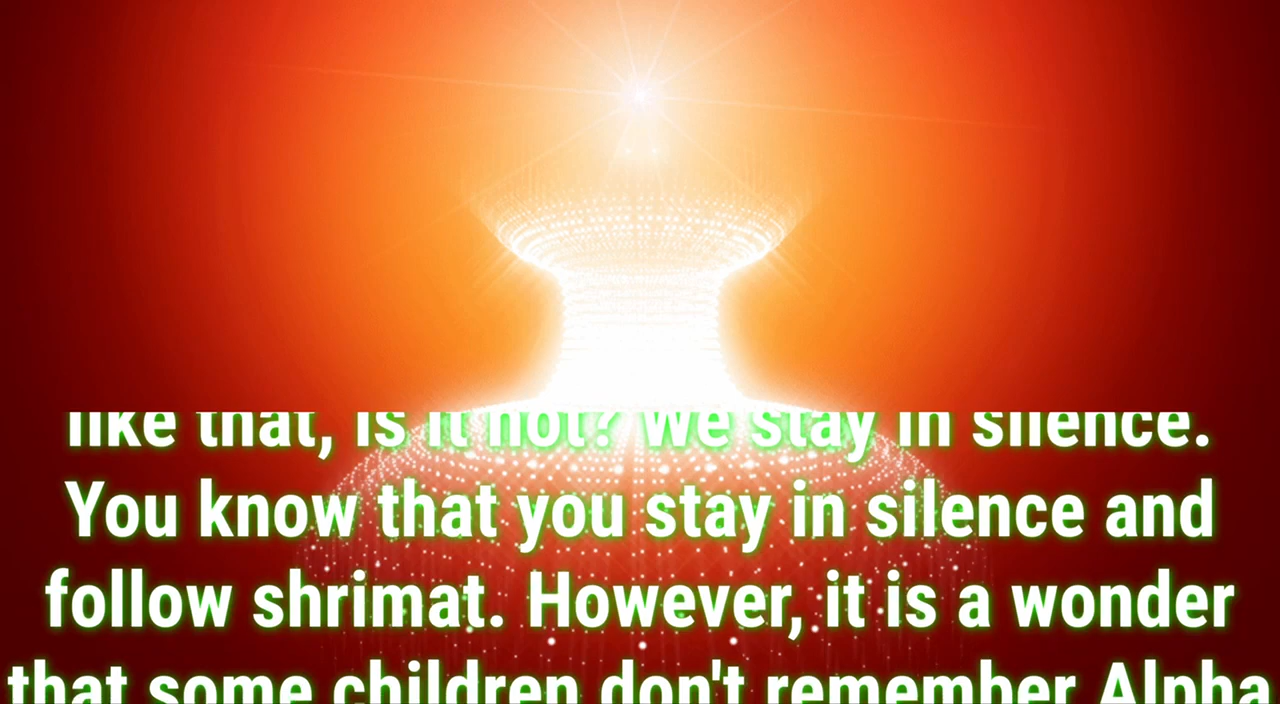 like that, is it not? We stay in silence.
You know that you stay in silence and
follow shrimat. However, it is a wonder
that some children don't remember Alpha